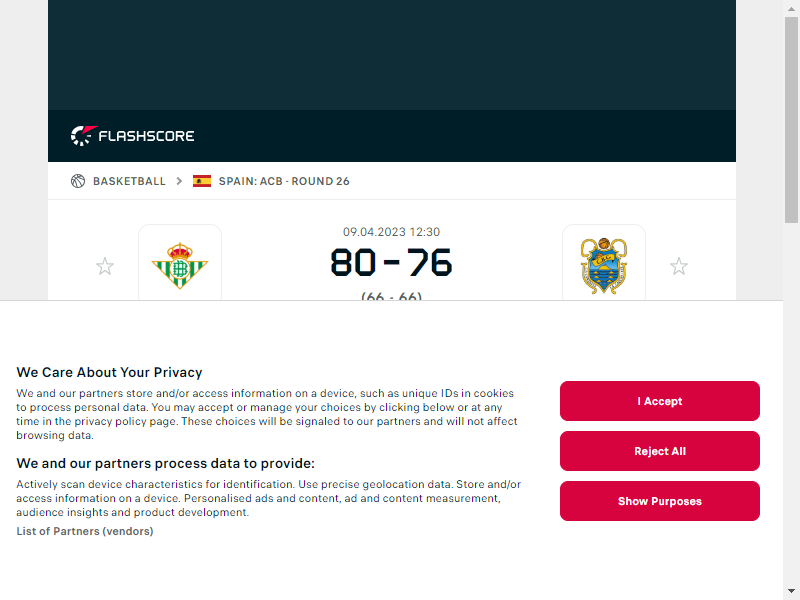 FLASHSCORE
BASKETBALL > SPAIN: ACB - ROUND 26
09.04.2023 12:30
80 - 76
(66 - 66)
We Care About Your Privacy
We and our partners store and/or access information on a device, such as unique IDs in cookies
to process personal data. You may accept or manage your choices by clicking below or at any
time in the privacy policy page. These choices will be signaled to our partners and will not affect
browsing data.
We and our partners process data to provide:
Actively scan device characteristics for identification. Use precise geolocation data. Store and/or
access information on a device. Personalised ads and content, ad and content measurement,
audience insights and product development.
List of Partners (vendors)
I Accept
Reject All
Show Purposes